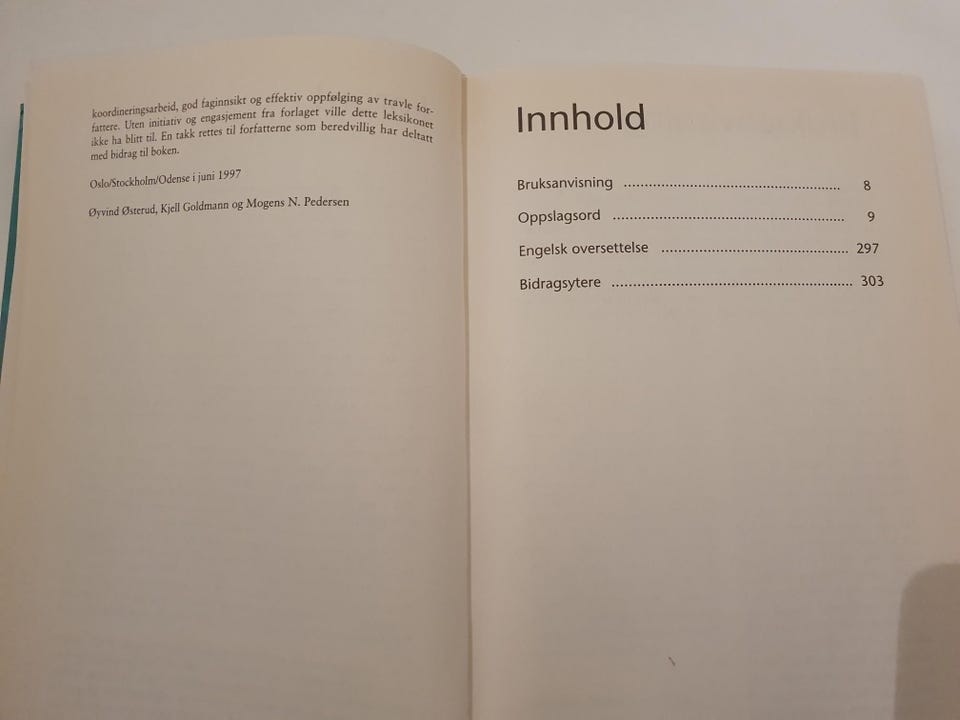 koordineringsarbeid, god faginnsikt og effektiv oppfølging av travle for-
fattere. Uten initiativ og engasjement fra forlaget ville dette leksikonet
ikke ha blitt til. En takk rettes til forfatterne som beredvillig har deltatt
med bidrag til boken.
Oslo/Stockholm/Odense i juni 1997
Øyvind Østerud, Kjell Goldmann og Mogens N. Pedersen
Innhold
Bruksanvisning ........................................................ 8
Oppslagsord ............................................................ 9
Engelsk oversettelse ................................................ 297
Bidragsytere .............................................................. 303